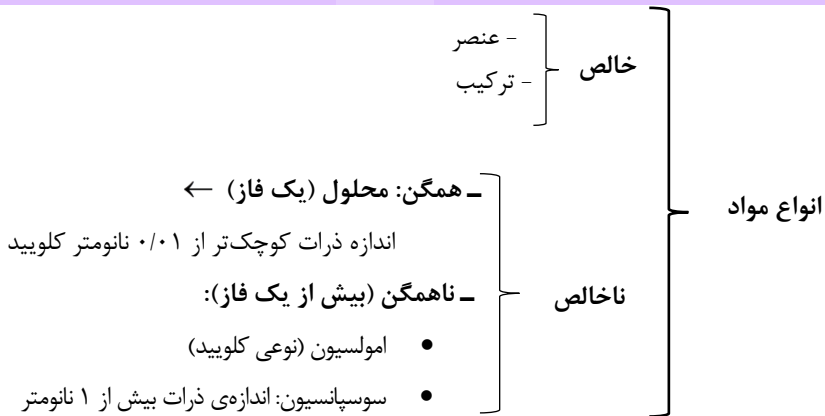 انواع مواد
خالص
- عنصر
- ترکیب
ناخالص
ـ همگن: محلول (یک فاز) ←
اندازه ذرات کوچک‌تر از ۰/۰۱ نانومتر کلویید
ـ ناهمگن (بیش از یک فاز):
• امولسیون (نوعی کلویید)
• سوسپانسیون: اندازه‌ی ذرات بیش از ۱ نانومتر